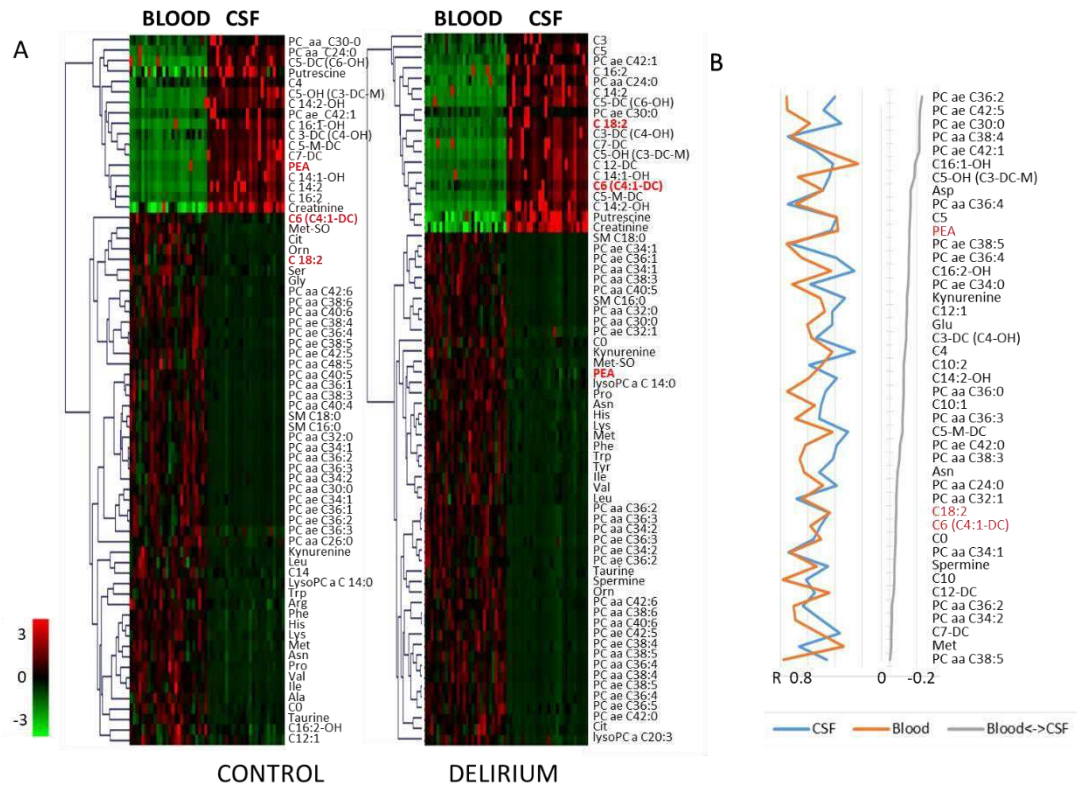 BLOOD CSF
BLOOD CSF
A
PC_aa_C30-0
PC_aa C24:0
C5-DC (C6-OH)
Putrescine
C4
C5-OH (C3-DC-M)
C 14:2-OH
PC ae C42:1
C 16:1-OH
C 3-DC (C4-OH)
C 5-M-DC
C7-DC
PEA
C 14:1-OH
C 14:2
C 16:2
Creatinine
C6 (C4:1-DC)
Met-SO
Cit
Orn
C 18:2
Ser
Gly
PC aa C42:6
PC aa C38:6
PC aa C40:6
PC ae C38:4
PC ae C36:4
PC ae C38:5
PC ae C42:5
PC aa C48:5
PC aa C40:5
PC aa C36:1
PC aa C38:3
PC aa C40:4
SM C18:0
SM C16:0
PC aa C32:0
PC aa C34:1
PC aa C36:2
PC aa C36:3
PC aa C34:2
PC aa C30:0
PC ae C34:1
PC ae C36:1
PC ae C36:2
PC ae C36:3
PC aa C26:0
Kynurenine
Leu
C14
LysoPC a C 14:0
Trp
Arg
Phe
His
Lys
Met
Asn
Pro
Val
Ile
Ala
C0
Taurine
C16:2-OH
C12:1
3
0
-3
CONTROL
C3
C5
PC ae C42:1
C 16:2
PC aa C24:0
C 14:2
C5-DC (C6-OH)
PC ae C30:0
C 18:2
C3-DC (C4-OH)
C7-DC
C5-OH (C3-DC-M)
C 12-DC
C 14:1-OH
C6 (C4:1-DC)
C5-M-DC
C 14:2-OH
Putrescine
Creatinine
SM C18:0
PC ae C34:1
PC ae C36:1
PC aa C34:1
PC aa C38:3
PC aa C40:5
SM C16:0
PC aa C32:0
PC aa C30:0
PC ae C32:1
C0
Kynurenine
Met-SO
PEA
lysoPC a C 14:0
Pro
Asn
His
Lys
Met
Phe
Trp
Tyr
Ile
Val
Leu
PC aa C36:2
PC aa C36:3
PC aa C34:2
PC ae C36:3
PC ae C34:2
PC ae C36:2
Taurine
Spermine
Orn
PC aa C42:6
PC aa C38:6
PC aa C40:6
PC ae C42:5
PC ae C38:4
PC aa C38:5
PC aa C36:4
PC aa C38:4
PC ae C38:5
PC ae C36:4
PC ae C36:5
PC ae C42:0
Cit
lysoPC a C20:3
DELIRIUM
B
PC ae C36:2
PC ae C42:5
PC ae C30:0
PC aa C38:4
PC ae C42:1
C16:1-OH
C5-OH (C3-DC-M)
Asp
PC aa C36:4
C5
PEA
PC ae C38:5
PC ae C36:4
C16:2-OH
PC ae C34:0
Kynurenine
C12:1
Glu
C3-DC (C4-OH)
C4
C10:2
C14:2-OH
PC aa C36:0
C10:1
PC aa C36:3
C5-M-DC
PC ae C42:0
PC aa C38:3
Asn
PC aa C24:0
PC aa C32:1
C18:2
C6 (C4:1-DC)
C0
PC aa C34:1
Spermine
C10
C12-DC
PC aa C36:2
PC aa C34:2
C7-DC
Met
PC aa C38:5
R 0.8 0 -0.2
CSF Blood Blood<->CSF